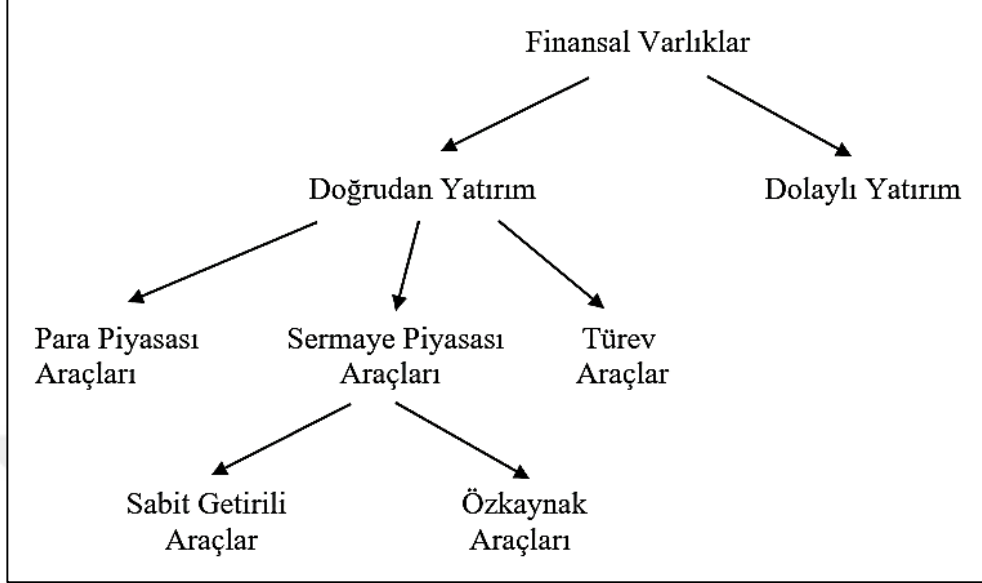 Finansal Varlıklar
Doğrudan Yatırım
Dolaylı Yatırım
Para Piyasası
Araçları
Sermaye Piyasası
Araçları
Türev
Araçlar
Sabit Getirili
Araçlar
Özkaynak
Araçları